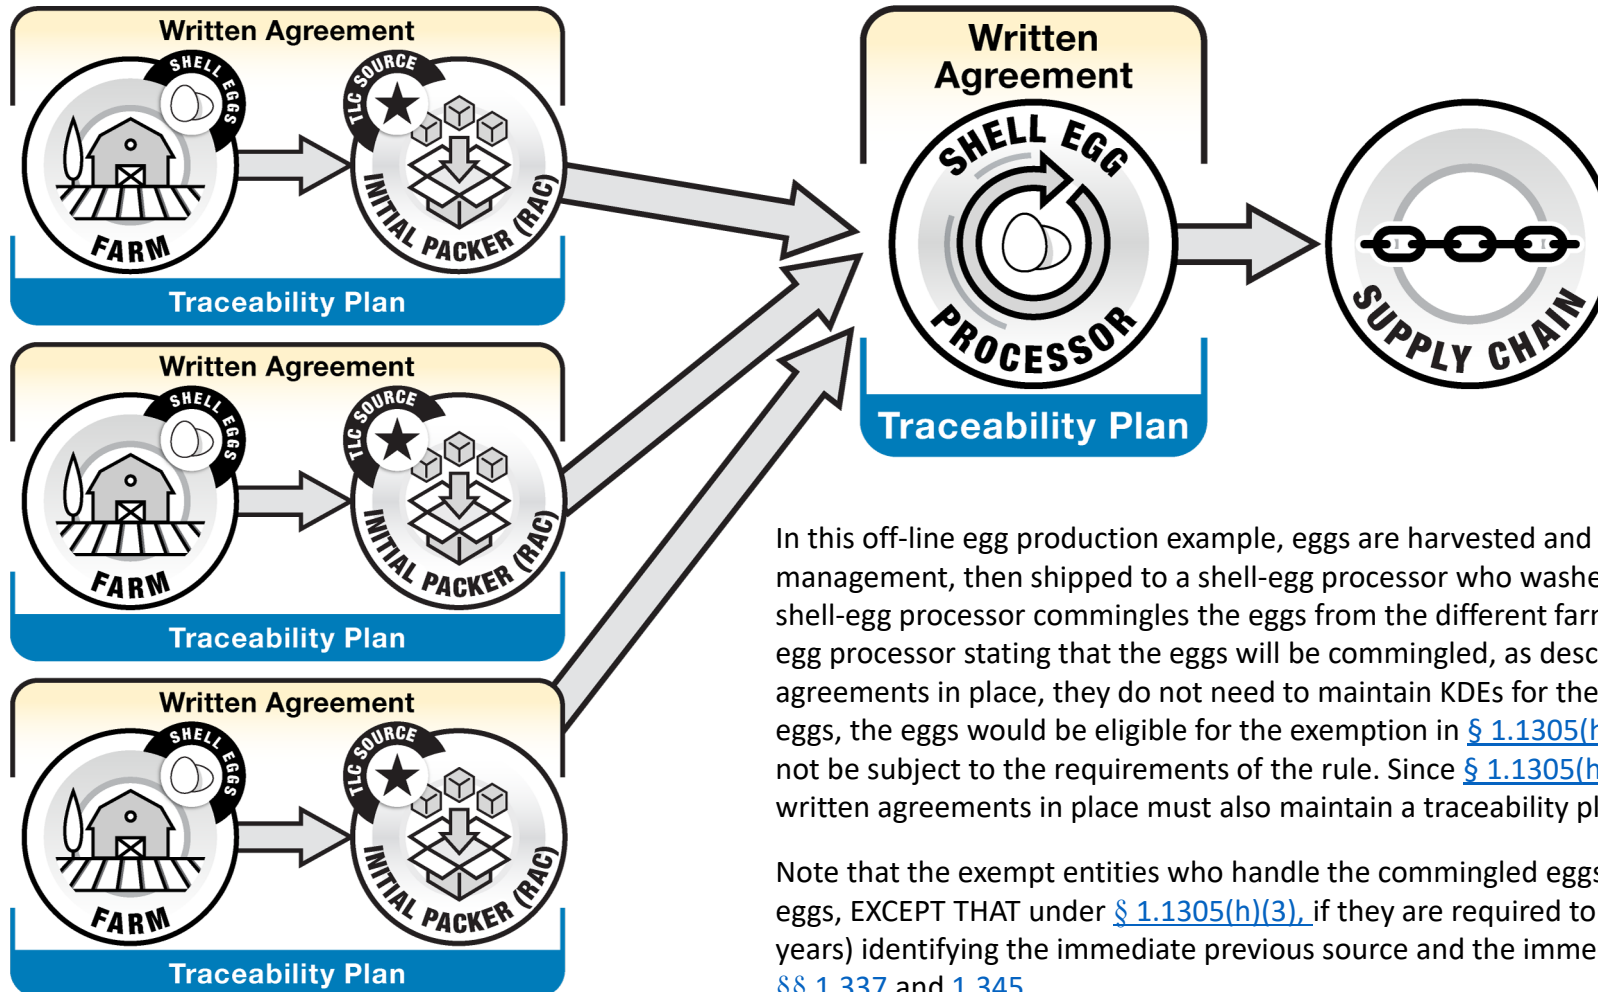 Written Agreement
SHELL EGGS
TLC SOURCE
FARM
INITIAL PACKER (RAC)
Traceability Plan
Written Agreement
SHELL EGGS
TLC SOURCE
FARM
INITIAL PACKER (RAC)
Traceability Plan
Written Agreement
SHELL EGGS
TLC SOURCE
FARM
INITIAL PACKER (RAC)
Traceability Plan
Written
Agreement
SHELL EGG
PROCESSOR
Traceability Plan
SUPPLY CHAIN
In this off-line egg production example, eggs are harvested and
management, then shipped to a shell-egg processor who washe
shell-egg processor commingles the eggs from the different farm
egg processor stating that the eggs will be commingled, as desc
agreements in place, they do not need to maintain KDEs for the
eggs, the eggs would be eligible for the exemption in § 1.1305(h
not be subject to the requirements of the rule. Since § 1.1305(h
written agreements in place must also maintain a traceability pl
Note that the exempt entities who handle the commingled eggs
eggs, EXCEPT THAT under § 1.1305(h)(3), if they are required to
years) identifying the immediate previous source and the imme
§§ 1.337 and 1.345